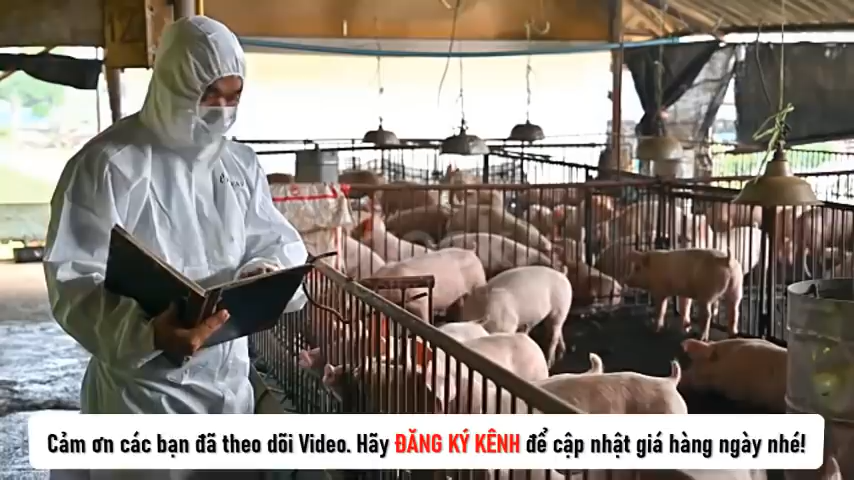 Cảm ơn các bạn đã theo dõi Video. Hãy ĐĂNG KÝ KÊNH để cập nhật giá hàng ngày nhé!